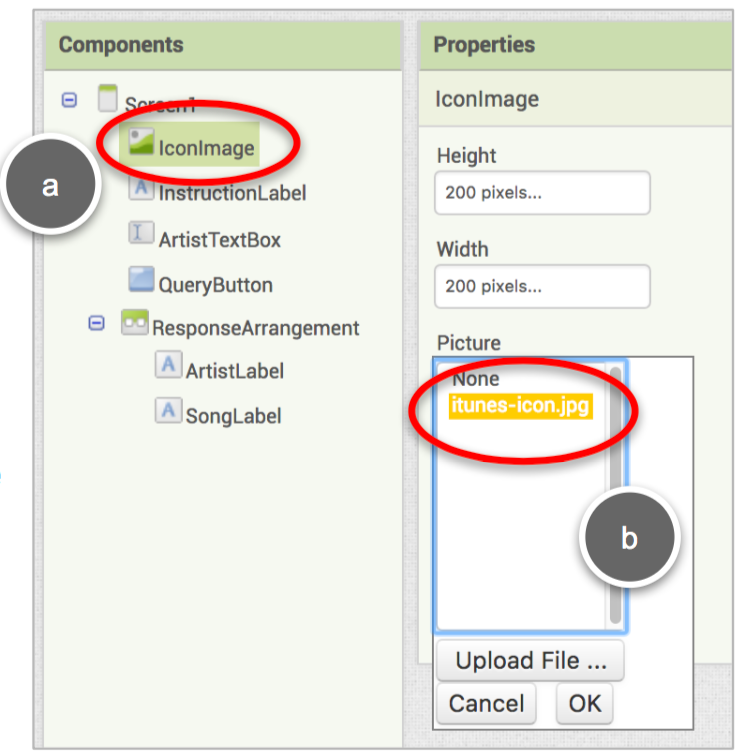 Components
Screen1
IconImage
a
InstructionLabel
ArtistTextBox
QueryButton
ResponseArrangement
ArtistLabel
SongLabel
Properties
IconImage
Height
200 pixels...
Width
200 pixels...
Picture
None
itunes-icon.jpg
b
Upload File ...
Cancel OK